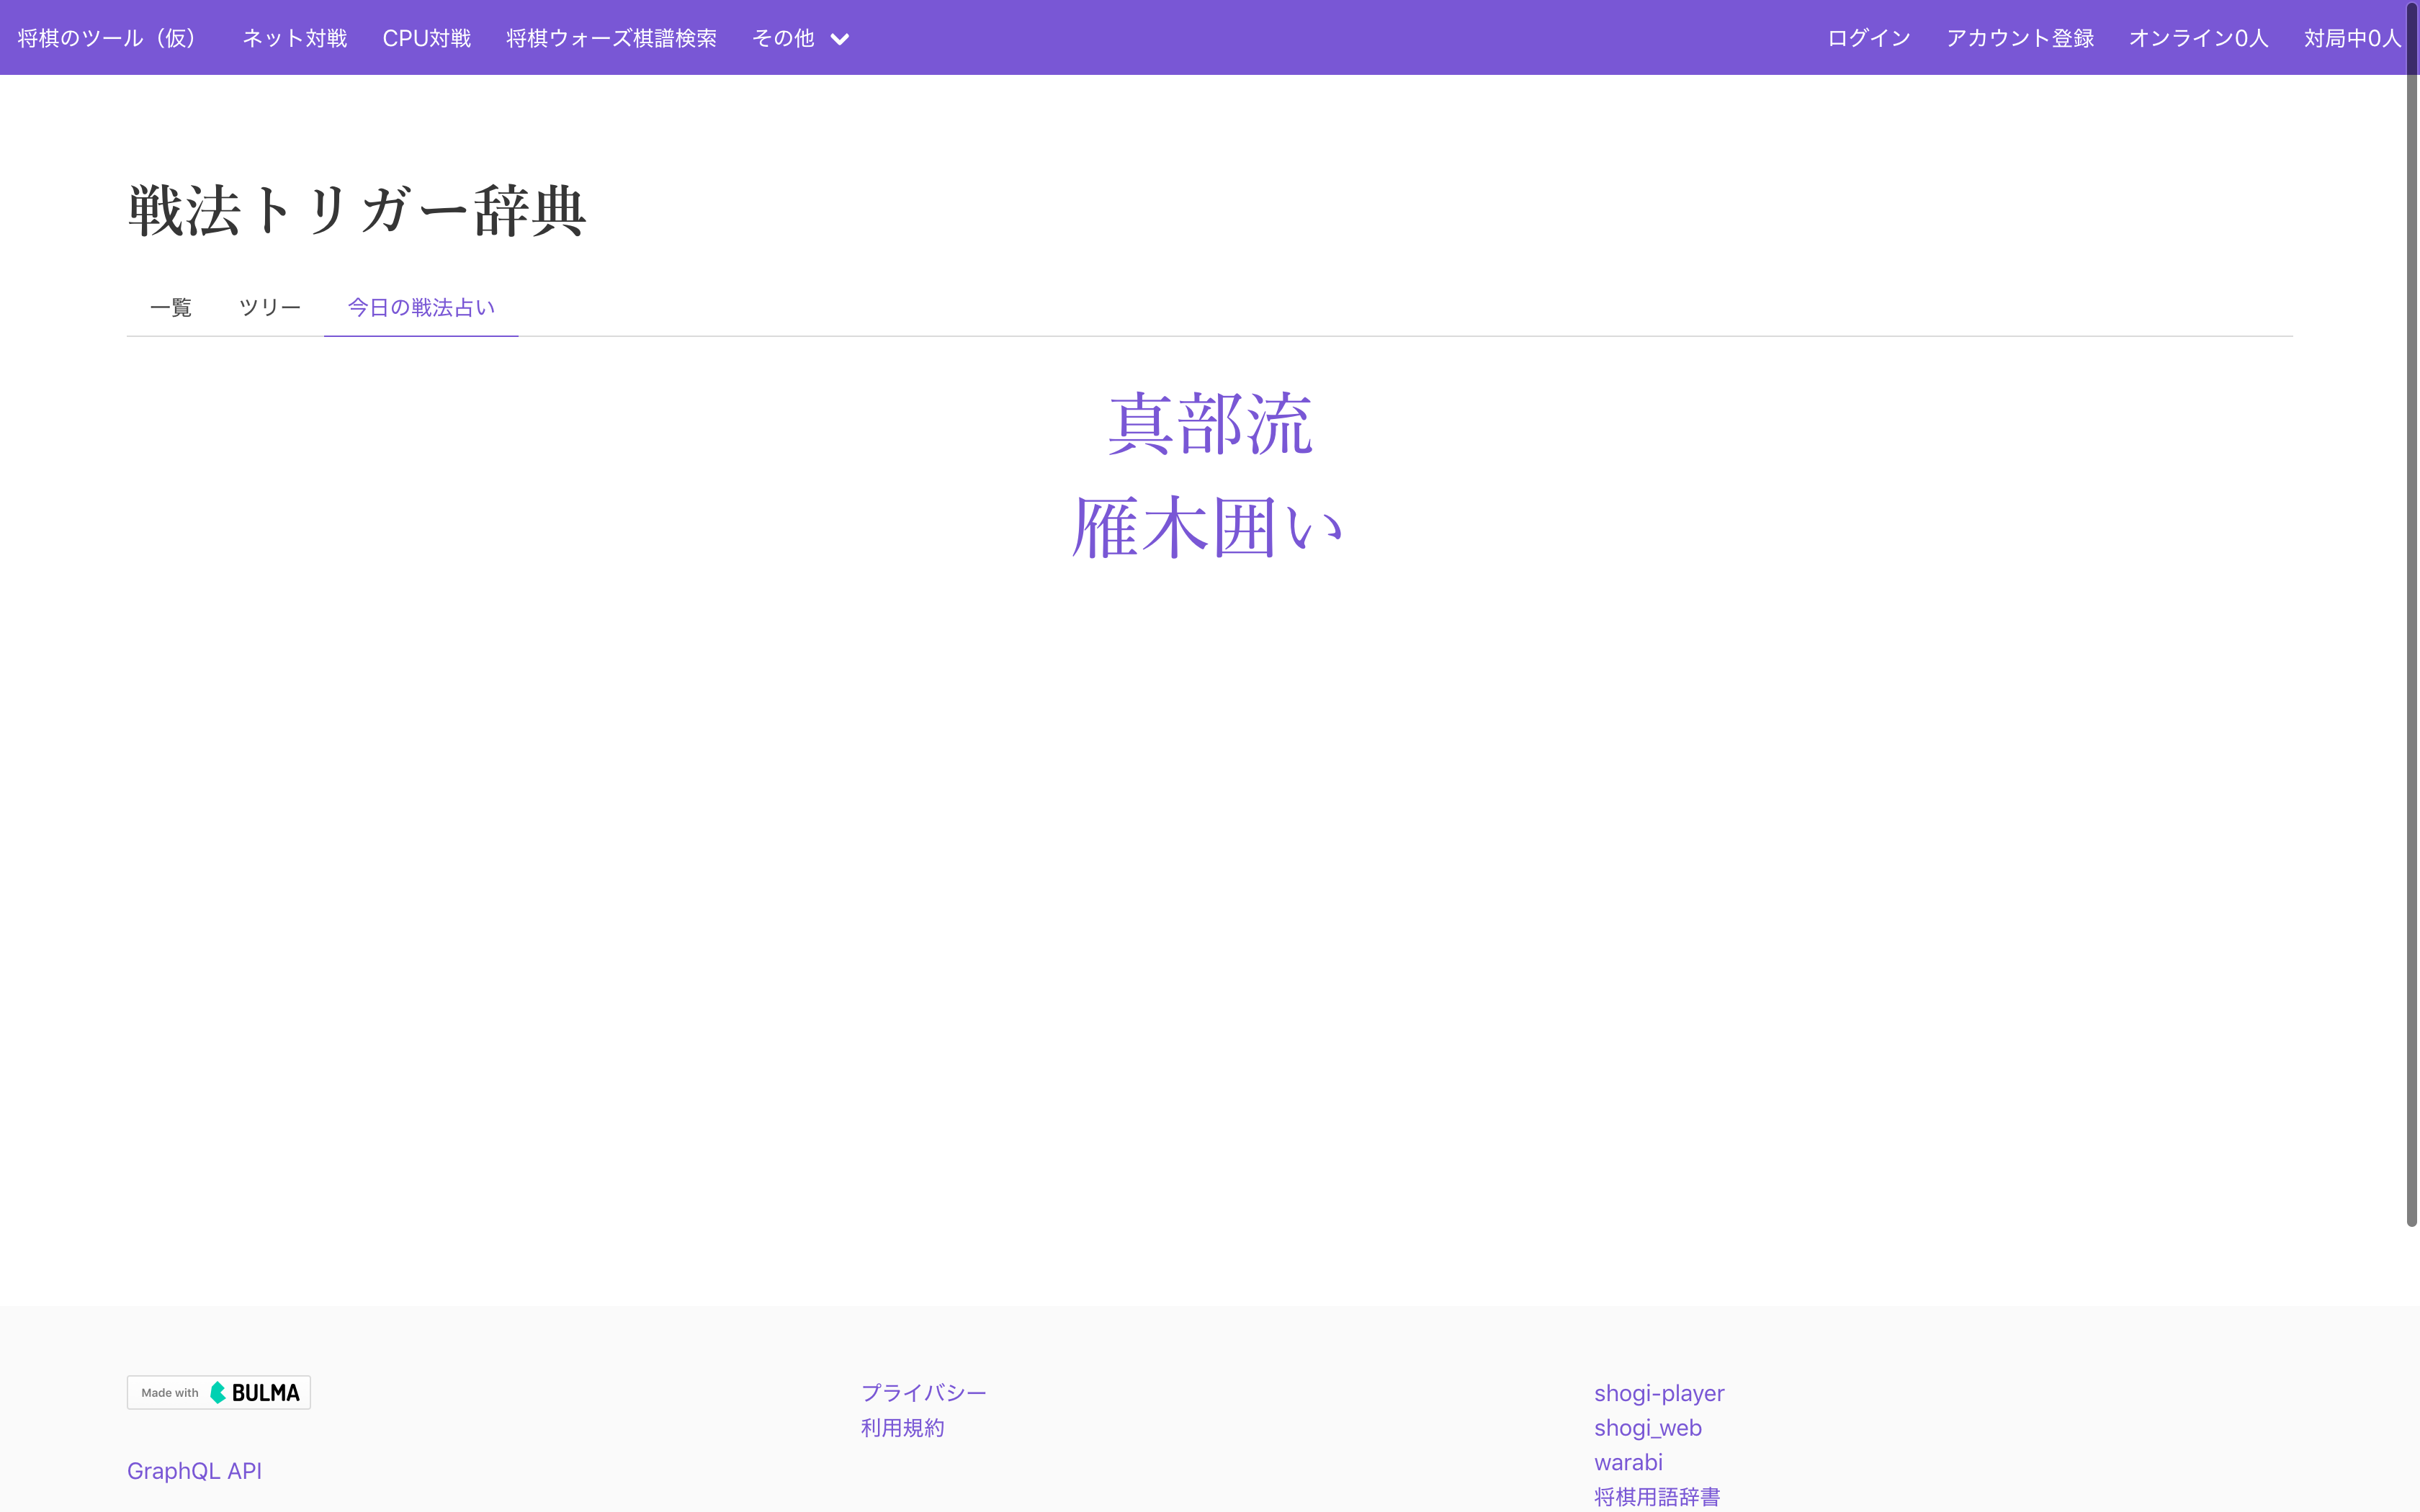 将棋のツール（仮） ネット対戦 CPU対戦 将棋ウォーズ棋譜検索 その他 ログイン アカウント登録 オンライン0人 対局中0人
戦法トリガー辞典
一覧 ツリー 今日の戦法占い
真部流
雁木囲い
Made with BULMA
GraphQL API
プライバシー
利用規約
shogi-player
shogi_web
warabi
将棋用語辞書